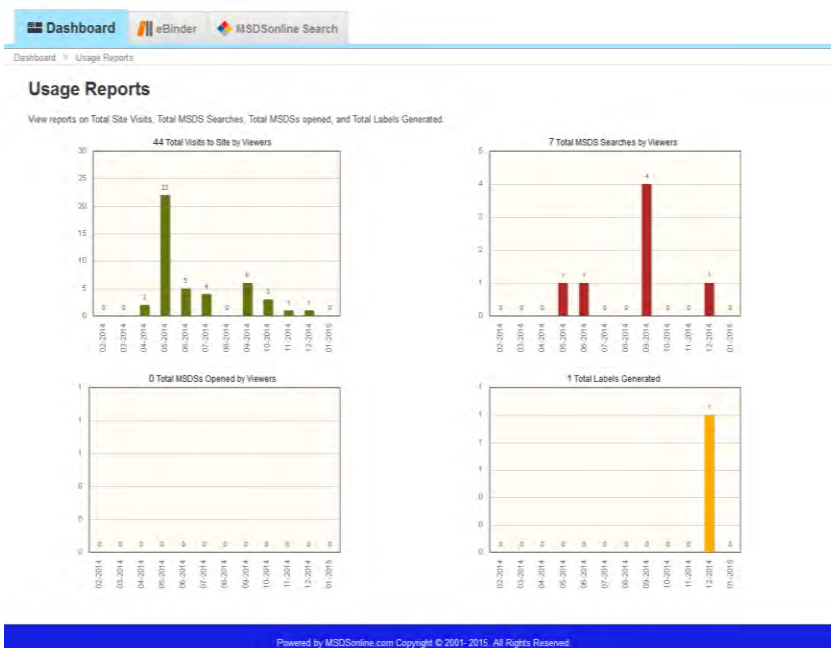 Dashboard eBinder MSDSonline Search
Dashboard » Usage Reports
Usage Reports
View reports on Total Site Visits, Total MSDS Searches, Total MSDSs opened, and Total Labels Generated.
44 Total Visits to Site by Viewers
30
25
20
15
10
5
0
0 0 2 22 5 4 0 6 3 1 1 0
02-2014 03-2014 04-2014 05-2014 06-2014 07-2014 08-2014 09-2014 10-2014 11-2014 12-2014 01-2015
7 Total MSDS Searches by Viewers
5
4
3
2
1
0
0 0 0 1 1 0 0 4 0 0 1 0
02-2014 03-2014 04-2014 05-2014 06-2014 07-2014 08-2014 09-2014 10-2014 11-2014 12-2014 01-2015
0 Total MSDSs Opened by Viewers
1
1
1
0
0
0
0 0 0 0 0 0 0 0 0 0 0 0
02-2014 03-2014 04-2014 05-2014 06-2014 07-2014 08-2014 09-2014 10-2014 11-2014 12-2014 01-2015
1 Total Labels Generated
1
1
1
1
0
0
0
0 0 0 0 0 0 0 0 0 0 1 0
02-2014 03-2014 04-2014 05-2014 06-2014 07-2014 08-2014 09-2014 10-2014 11-2014 12-2014 01-2015
Powered by MSDSonline.com Copyright © 2001- 2015. All Rights Reserved.